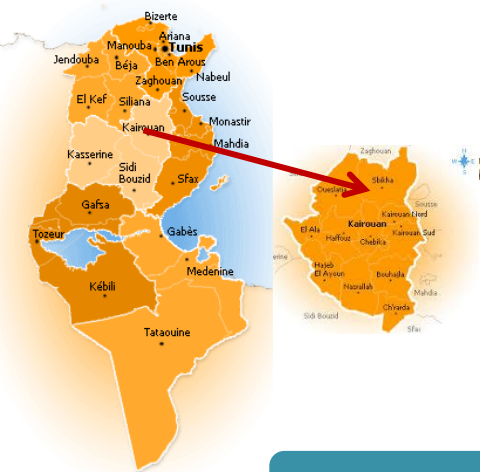 Bizerte
Ariana
Manouba
Tunis
Jendouba
Béja
Ben Arous
Nabeul
Zaghouan
El Kef
Siliana
Sousse
Kairouan
Monastir
Mahdia
Kasserine
Sidi
Bouzid
Sfax
Gafsa
Tozeur
Gabès
Medenine
Kébili
Tataouine
Zaghouan
Sbikha
Oueslatia
Sousse
Kairouan Nord
Kairouan
El Ala
Haffouz
Chebika
Kairouan Sud
Hajeb
El Ayoun
Bouhajla
Nasrallah
Mahdia
Ch'rarda
Sidi Bouzid
Sfax
W
E
S